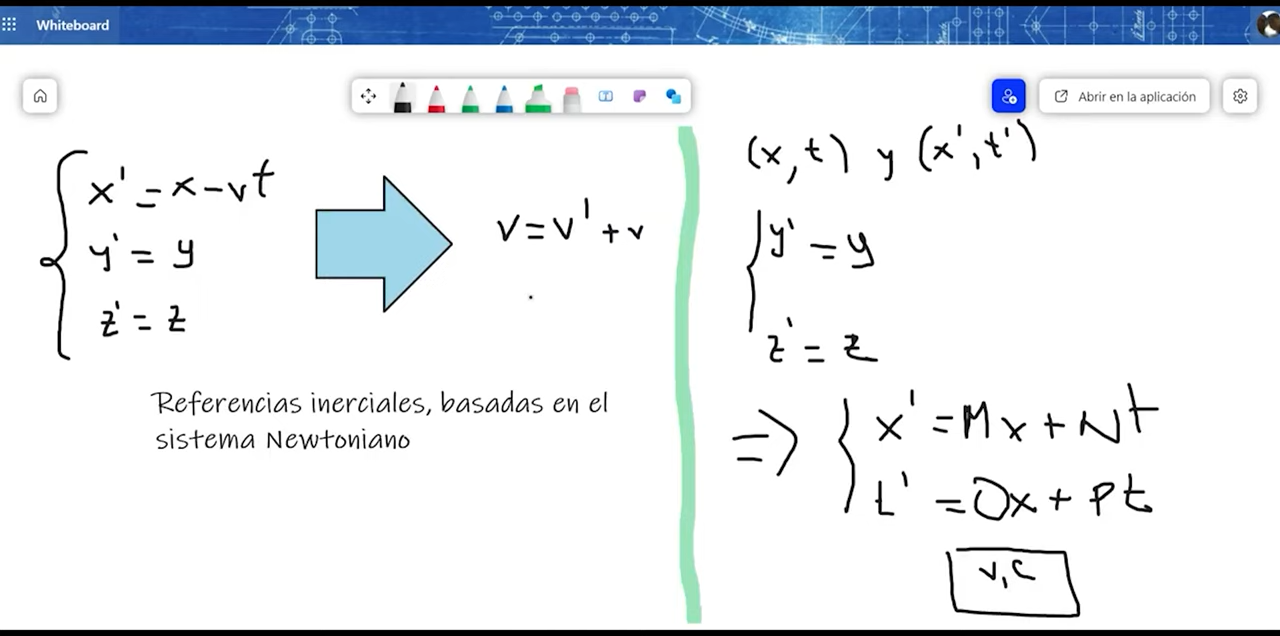 Whiteboard
Abrir en la aplicación
x' = x - vt
y' = y
z' = z
v = v' + v
Referencias inerciales, basadas en el
sistema Newtoniano
(x, t) y (x', t')
y' = y
z' = z
=> x' = Mx + Nt
t' = Ox + Pt
v, c